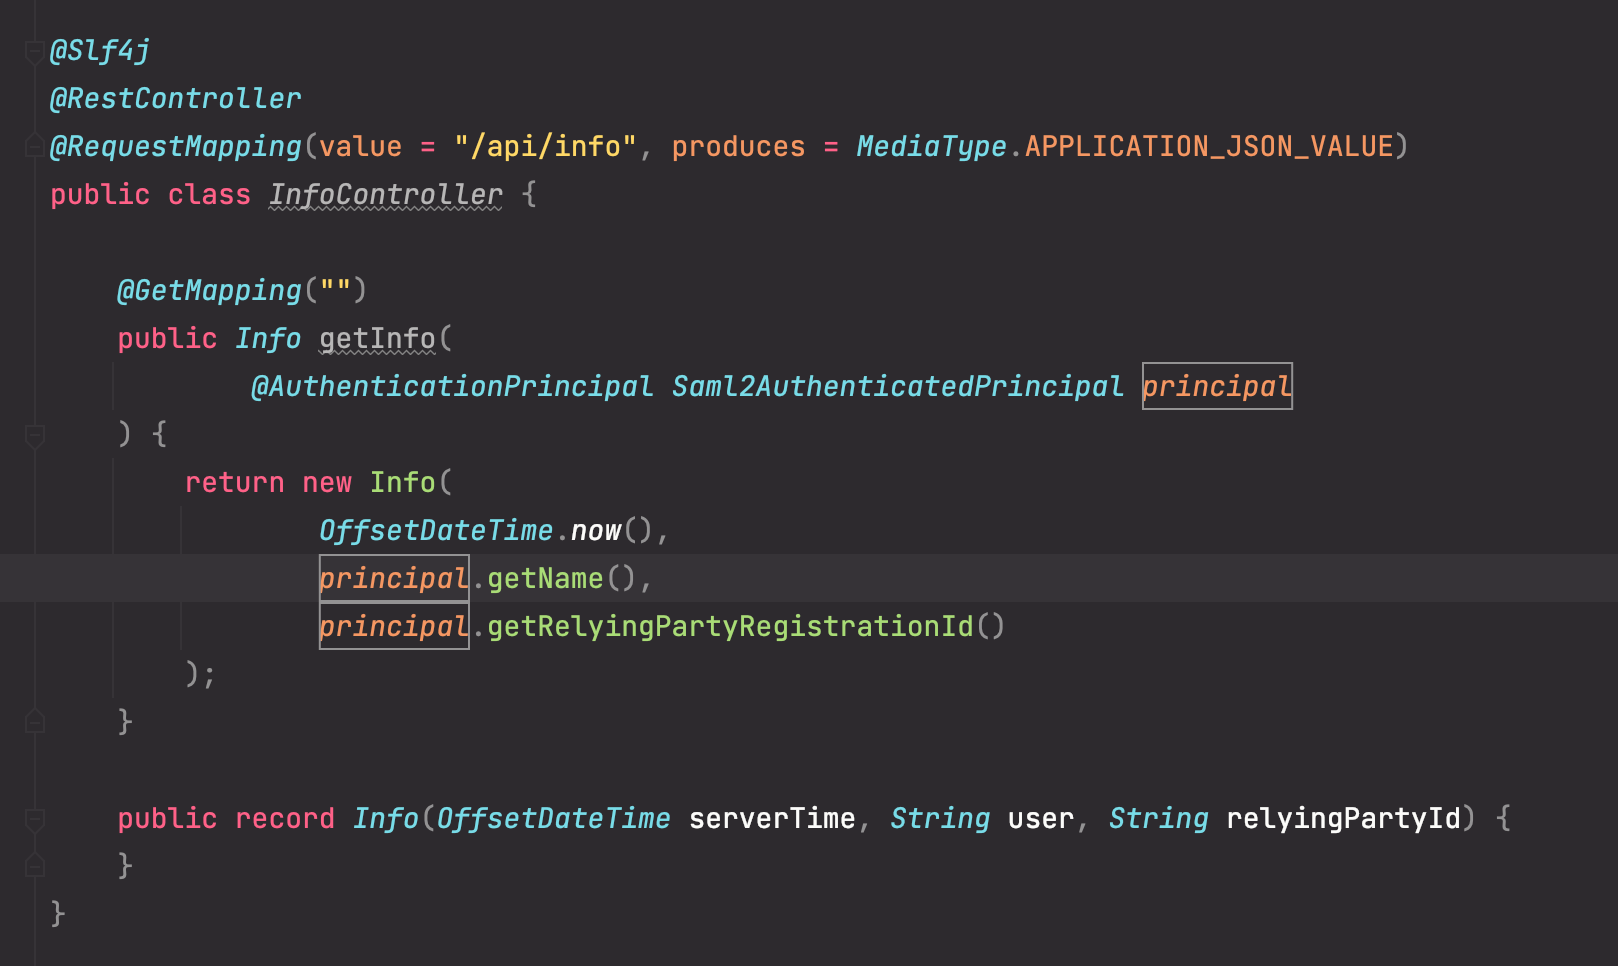 @Slf4j
@RestController
@RequestMapping(value = "/api/info", produces = MediaType.APPLICATION_JSON_VALUE)
public class InfoController {
@GetMapping("")
public Info getInfo(
@AuthenticationPrincipal Saml2AuthenticatedPrincipal principal
) {
return new Info(
OffsetDateTime.now(),
principal.getName(),
principal.getRelyingPartyRegistrationId()
);
}
public record Info(OffsetDateTime serverTime, String user, String relyingPartyId) {
}
}